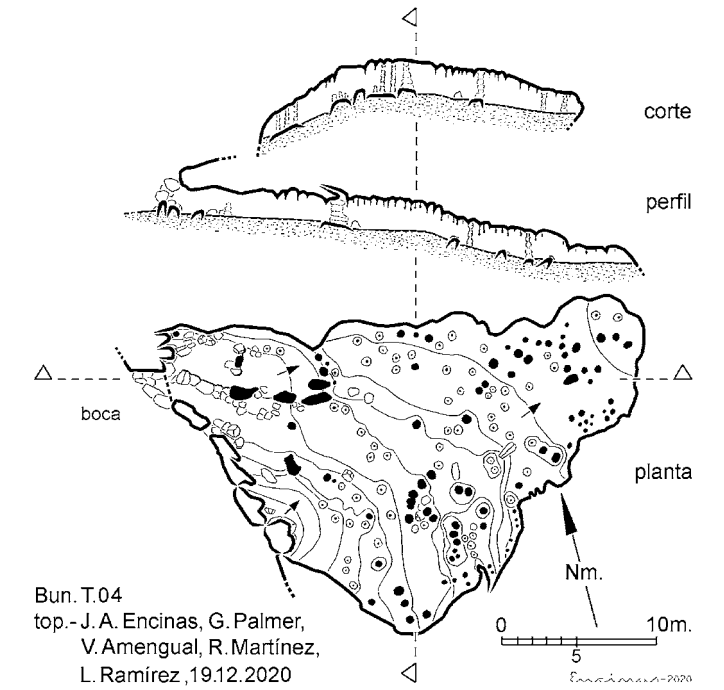 corte
perfil
boca
planta
Nm.
Bun. T.04
top.- J. A. Encinas, G. Palmer,
V. Amengual, R. Martínez,
L. Ramírez ,19.12.2020
0 10m.
5
-2020